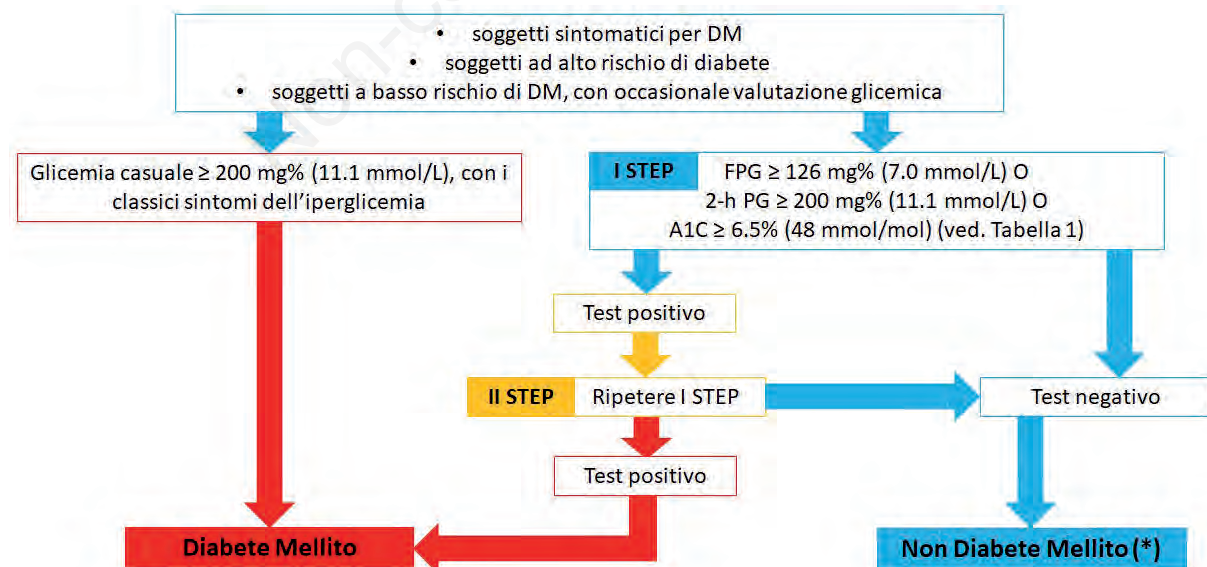 • soggetti sintomatici per DM
• soggetti ad alto rischio di diabete
• soggetti a basso rischio di DM, con occasionale valutazione glicemica
Glicemia casuale ≥ 200 mg% (11.1 mmol/L), con i
classici sintomi dell'iperglicemia
I STEP
FPG ≥ 126 mg% (7.0 mmol/L) O
2-h PG ≥ 200 mg% (11.1 mmol/L) O
A1C ≥ 6.5% (48 mmol/mol) (ved. Tabella 1)
Test positivo
II STEP
Ripetere I STEP
Test negativo
Test positivo
Diabete Mellito
Non Diabete Mellito (*)